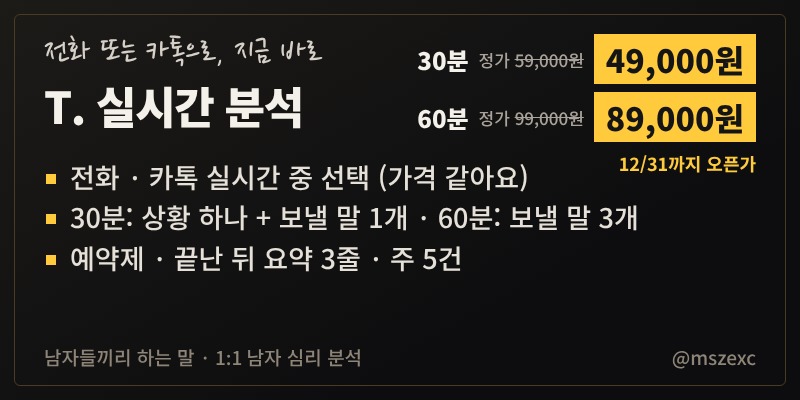 전화 또는 카톡으로, 지금 바로
T. 실시간 분석
30분 정가 59,000원 49,000원
60분 정가 99,000원 89,000원
12/31까지 오픈가
전화 · 카톡 실시간 중 선택 (가격 같아요)
30분: 상황 하나 + 보낼 말 1개 · 60분: 보낼 말 3개
예약제 · 끝난 뒤 요약 3줄 · 주 5건
남자들끼리 하는 말 · 1:1 남자 심리 분석
@mszexc